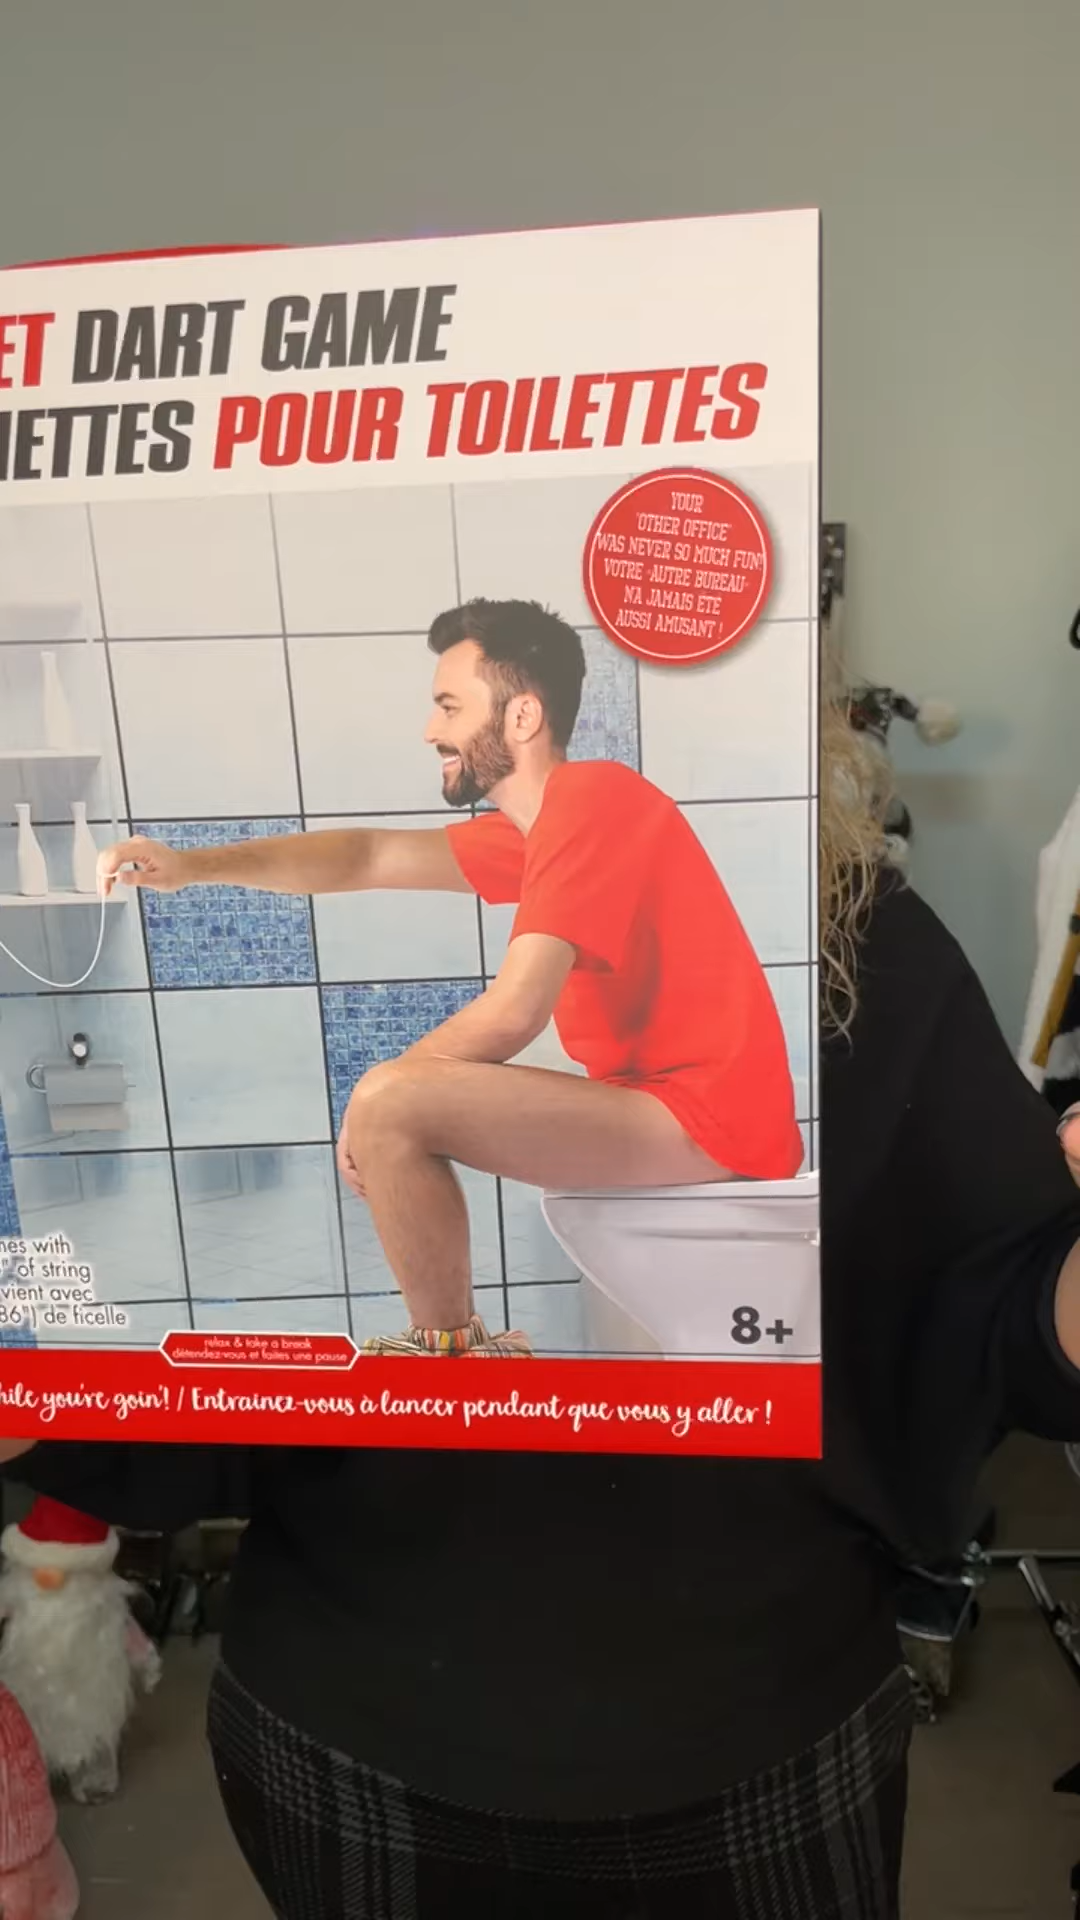 ET DART GAME
IETTES POUR TOILETTES
YOUR
"OTHER OFFICE"
WAS NEVER SO MUCH FUN!
VOTRE "AUTRE BUREAU"
N'A JAMAIS ÉTÉ
AUSSI AMUSANT !
mes with
" of string
vient avec
86") de ficelle
8+
relax & take a break
détendez-vous et faites une pause
hile you're goin'! / Entrainez-vous à lancer pendant que vous y aller !